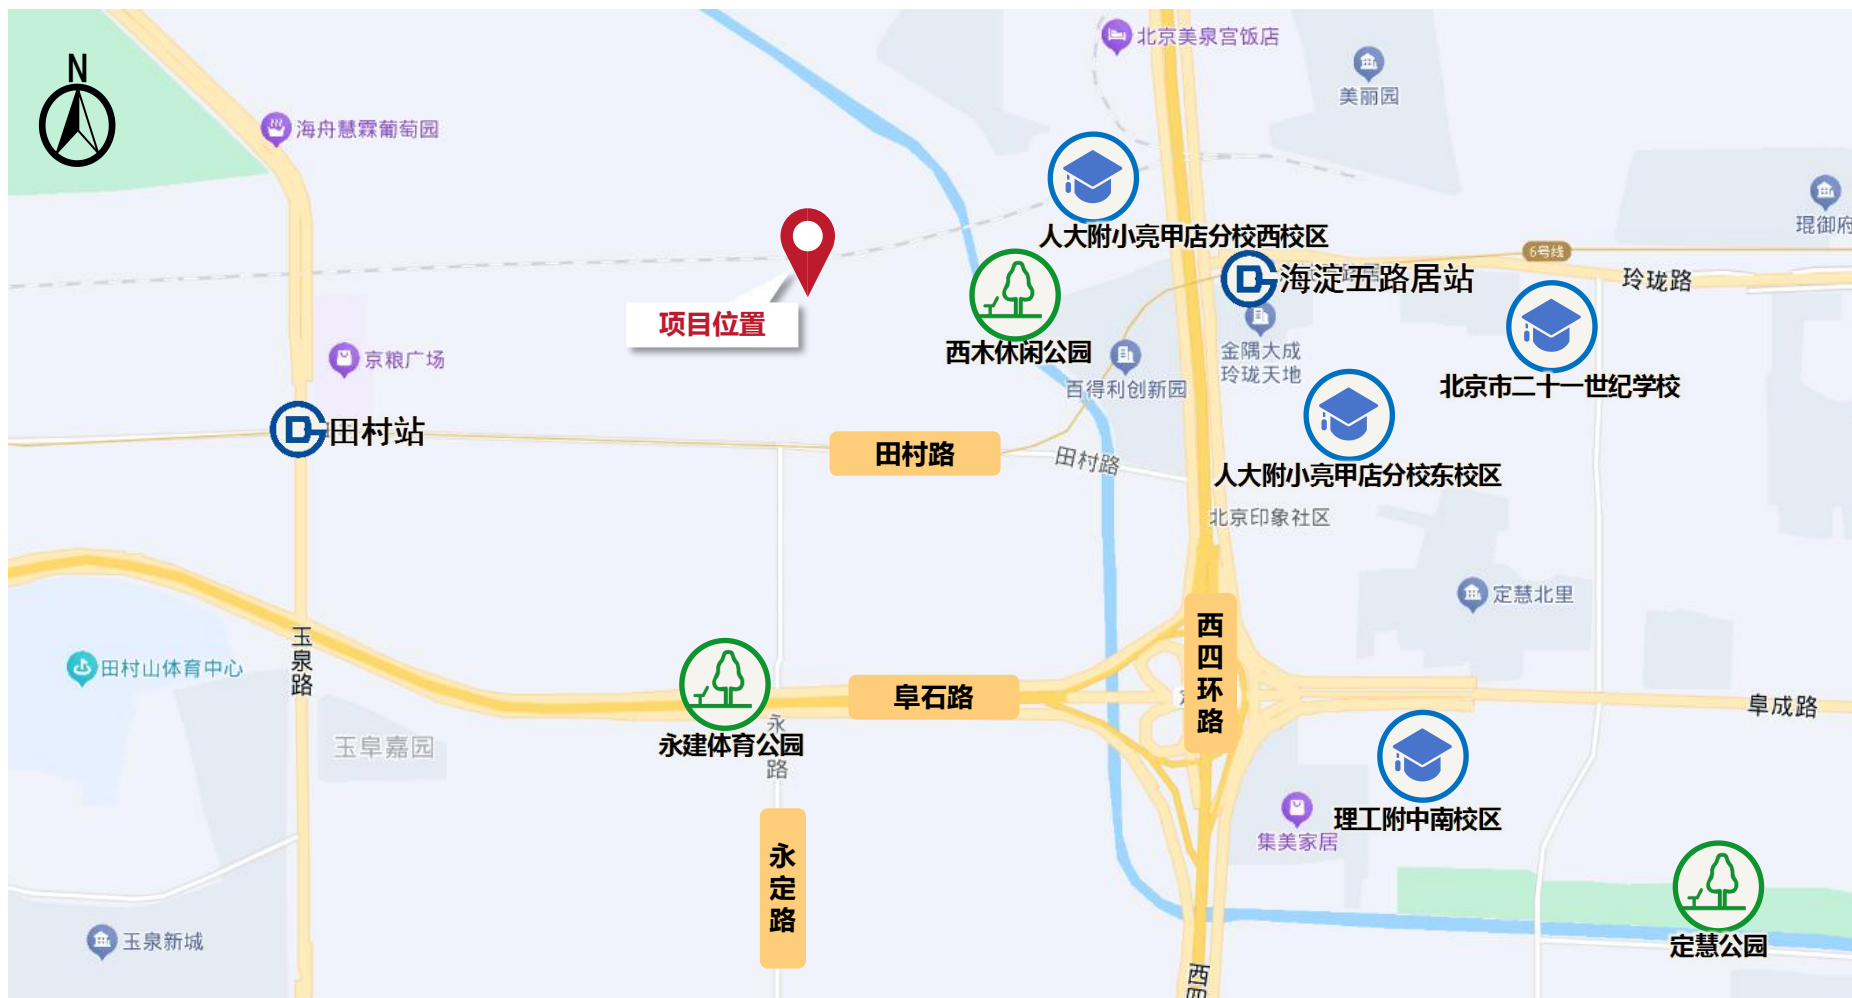 北京美泉宫饭店
N
美丽园
海舟慧霖葡萄园
琨御府
人大附小亮甲店分校西校区
6号线
海淀五路居站
玲珑路
项目位置
西木休闲公园
金隅大成
玲珑天地
京粮广场
百得利创新园
北京市二十一世纪学校
田村站
田村路
田村路
人大附小亮甲店分校东校区
北京印象社区
定慧北里
西四环路
玉泉路
田村山体育中心
阜石路
阜成路
永
路
永建体育公园
玉阜嘉园
理工附中南校区
集美家居
永定路
玉泉新城
定慧公园
西